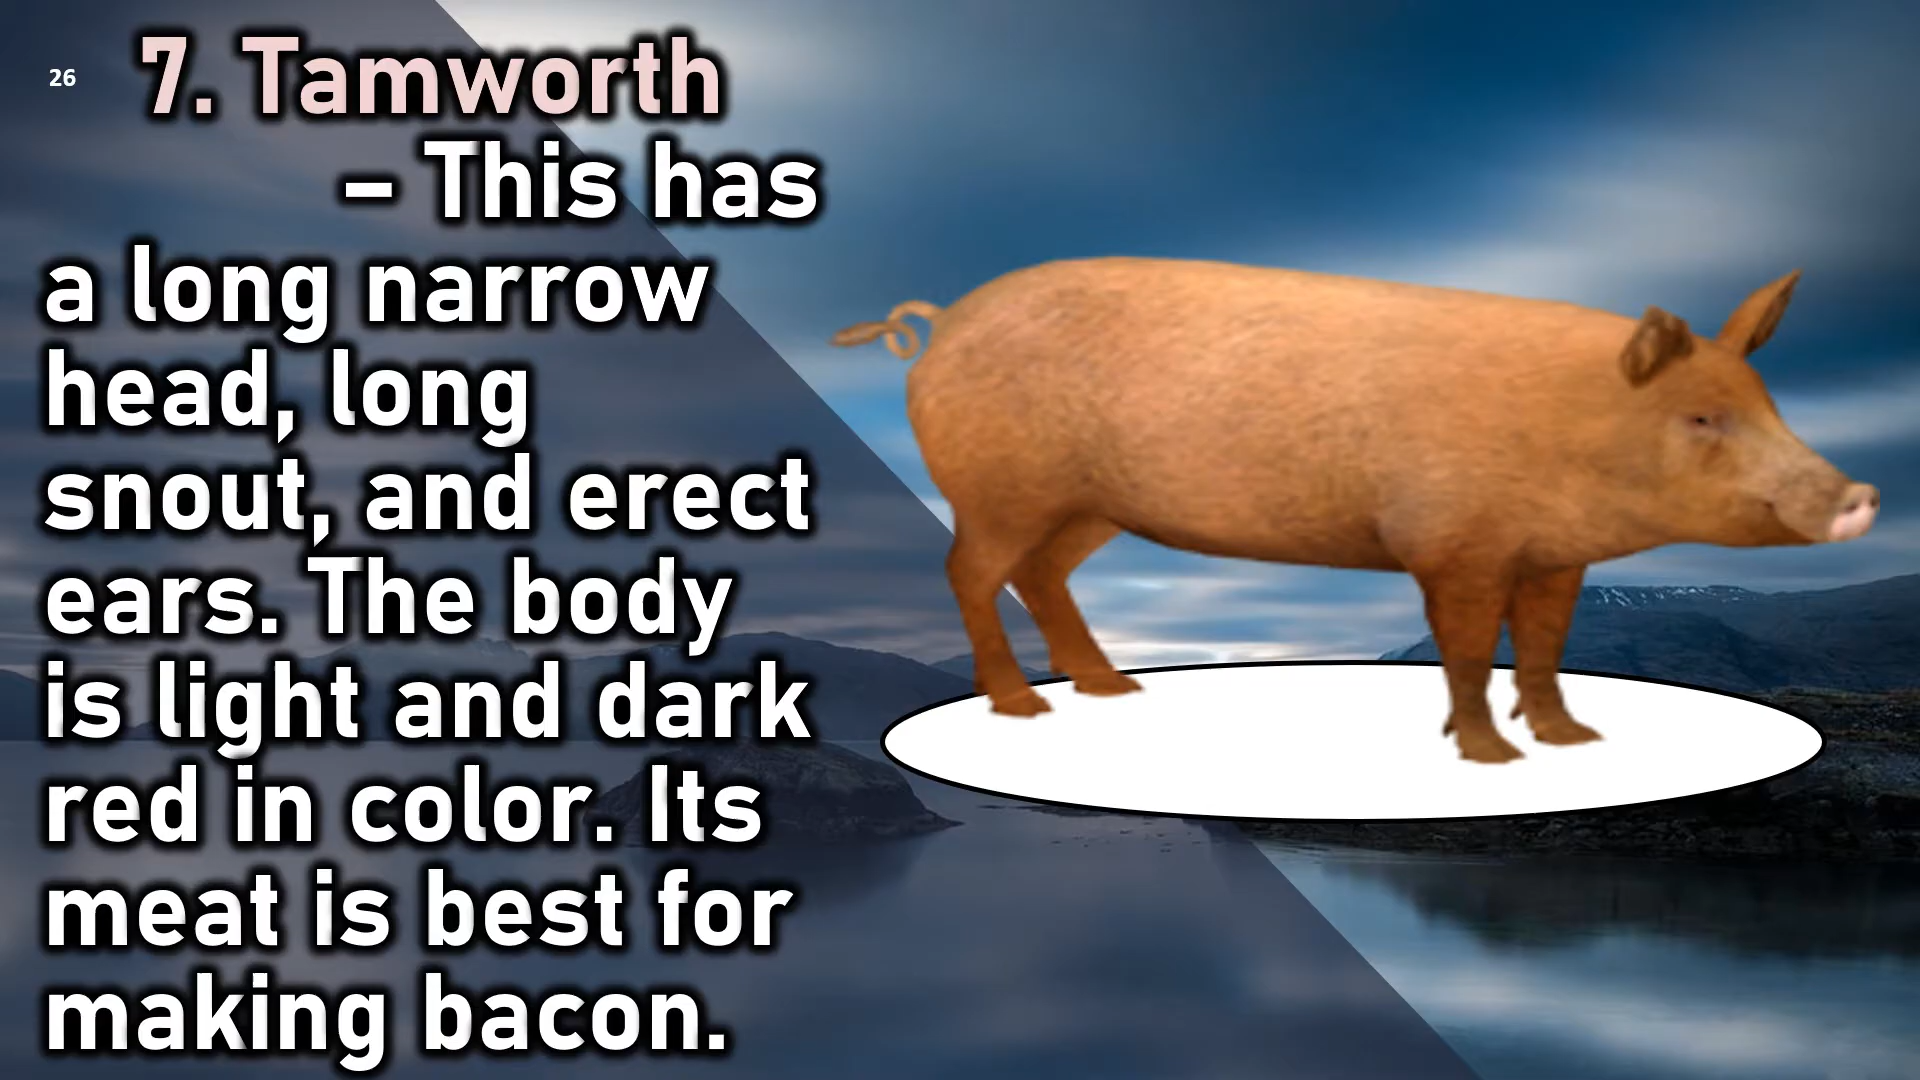 26
7. Tamworth
– This has
a long narrow
head, long
snout, and erect
ears. The body
is light and dark
red in color. Its
meat is best for
making bacon.